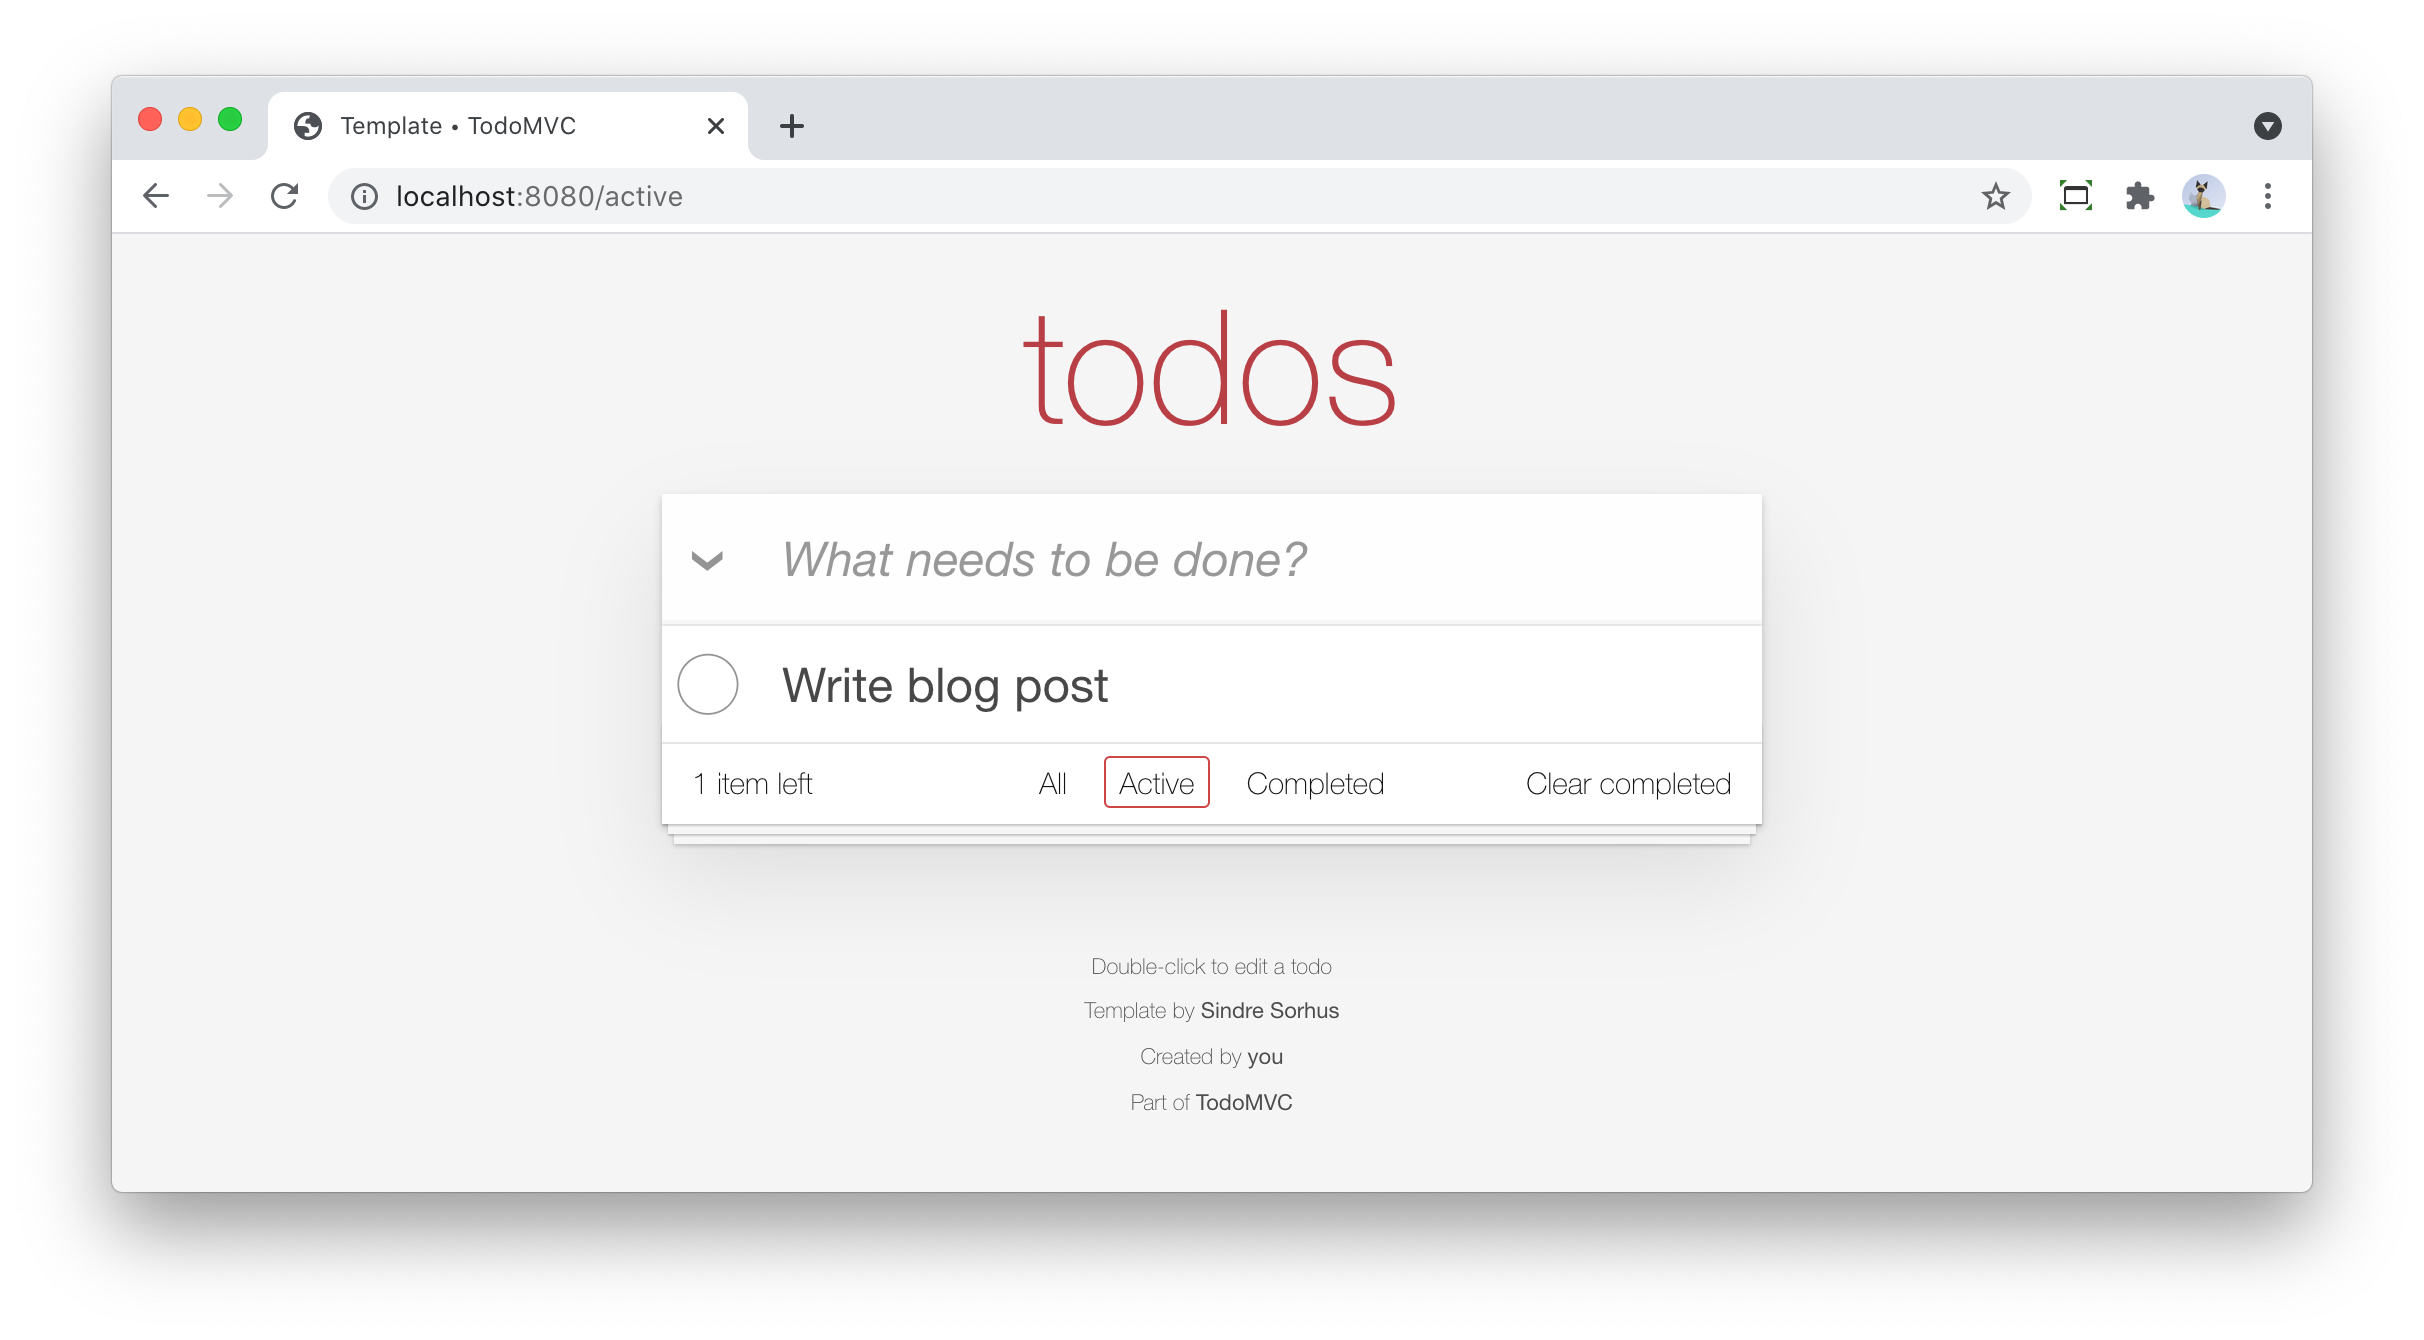 Template • TodoMVC
localhost:8080/active
todos
What needs to be done?
Write blog post
1 item left All Active Completed Clear completed
Double-click to edit a todo
Template by Sindre Sorhus
Created by you
Part of TodoMVC